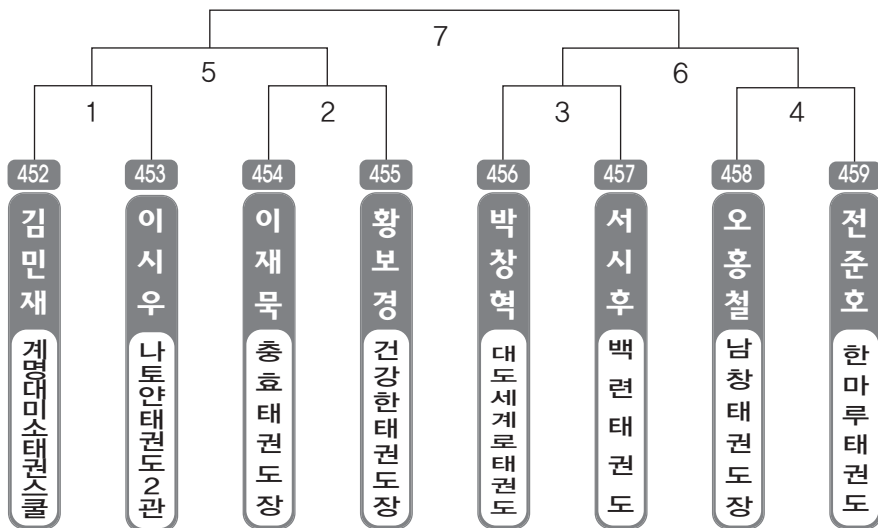 7
5
6
1
2
3
4
452
453
454
455
456
457
458
459
김민재
이시우
이재묵
황보경
박창혁
서시후
오홍철
전준호
계명대미소태권스쿨
나토얀태권도2관
충효태권도장
건강한태권도장
대도세계로태권도
백련태권도
남창태권도장
한마루태권도